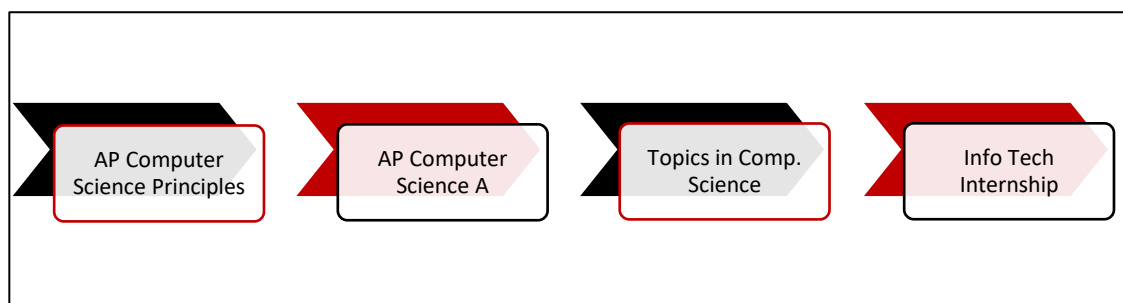 AP Computer
Science Principles
AP Computer
Science A
Topics in Comp.
Science
Info Tech
Internship